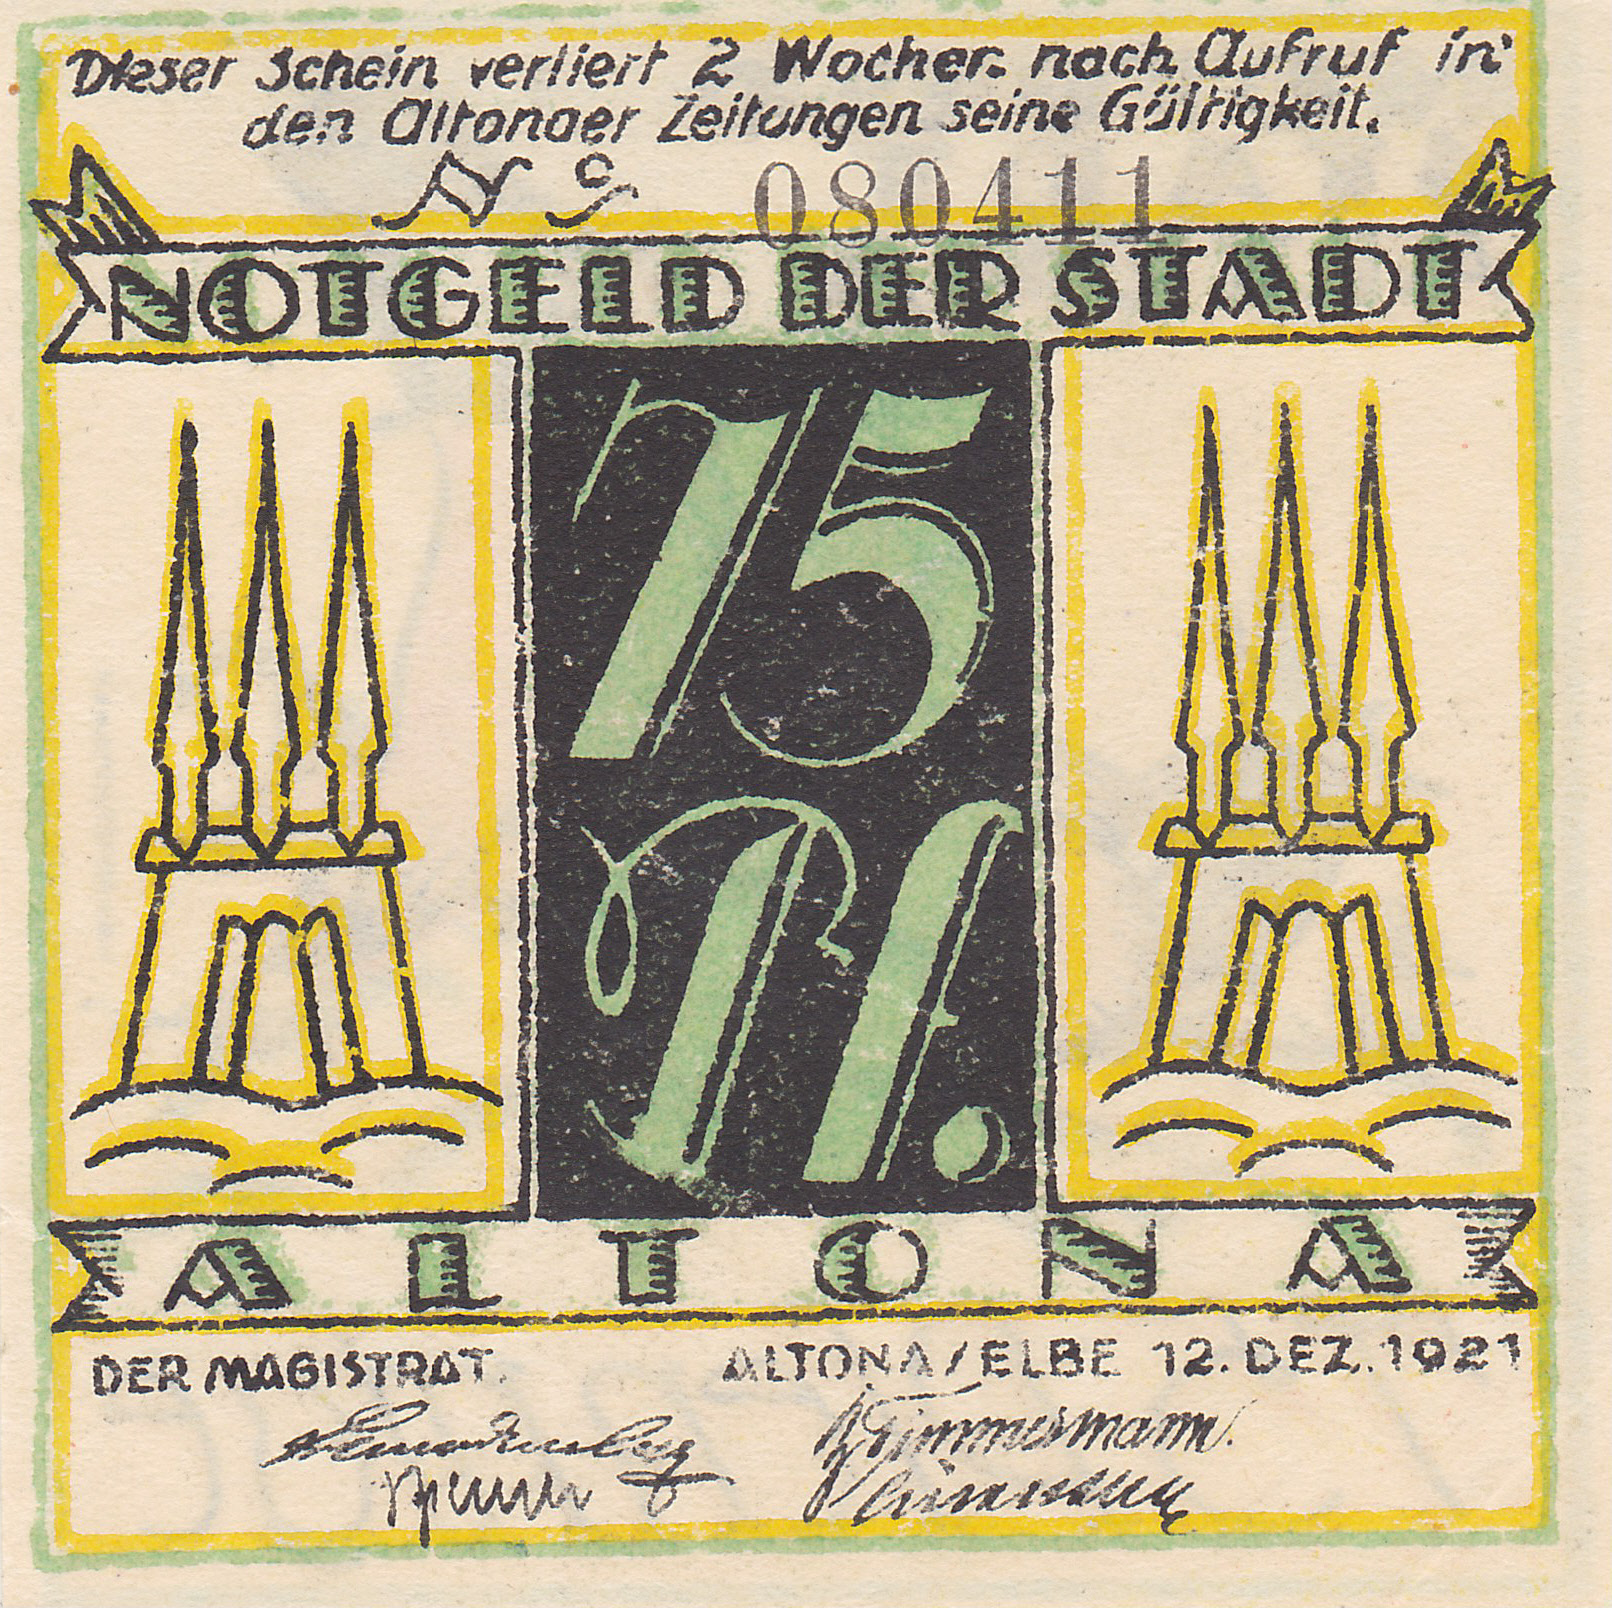 Dieser Schein verliert 2 Wochen nach Aufruf in
den Altonaer Zeitungen seine Gültigkeit.
No 080411
NOTGELD DER STADT
75
Pf.
ALTONA
DER MAGISTRAT. ALTONA/ELBE 12. DEZ. 1921
Zimmermann.